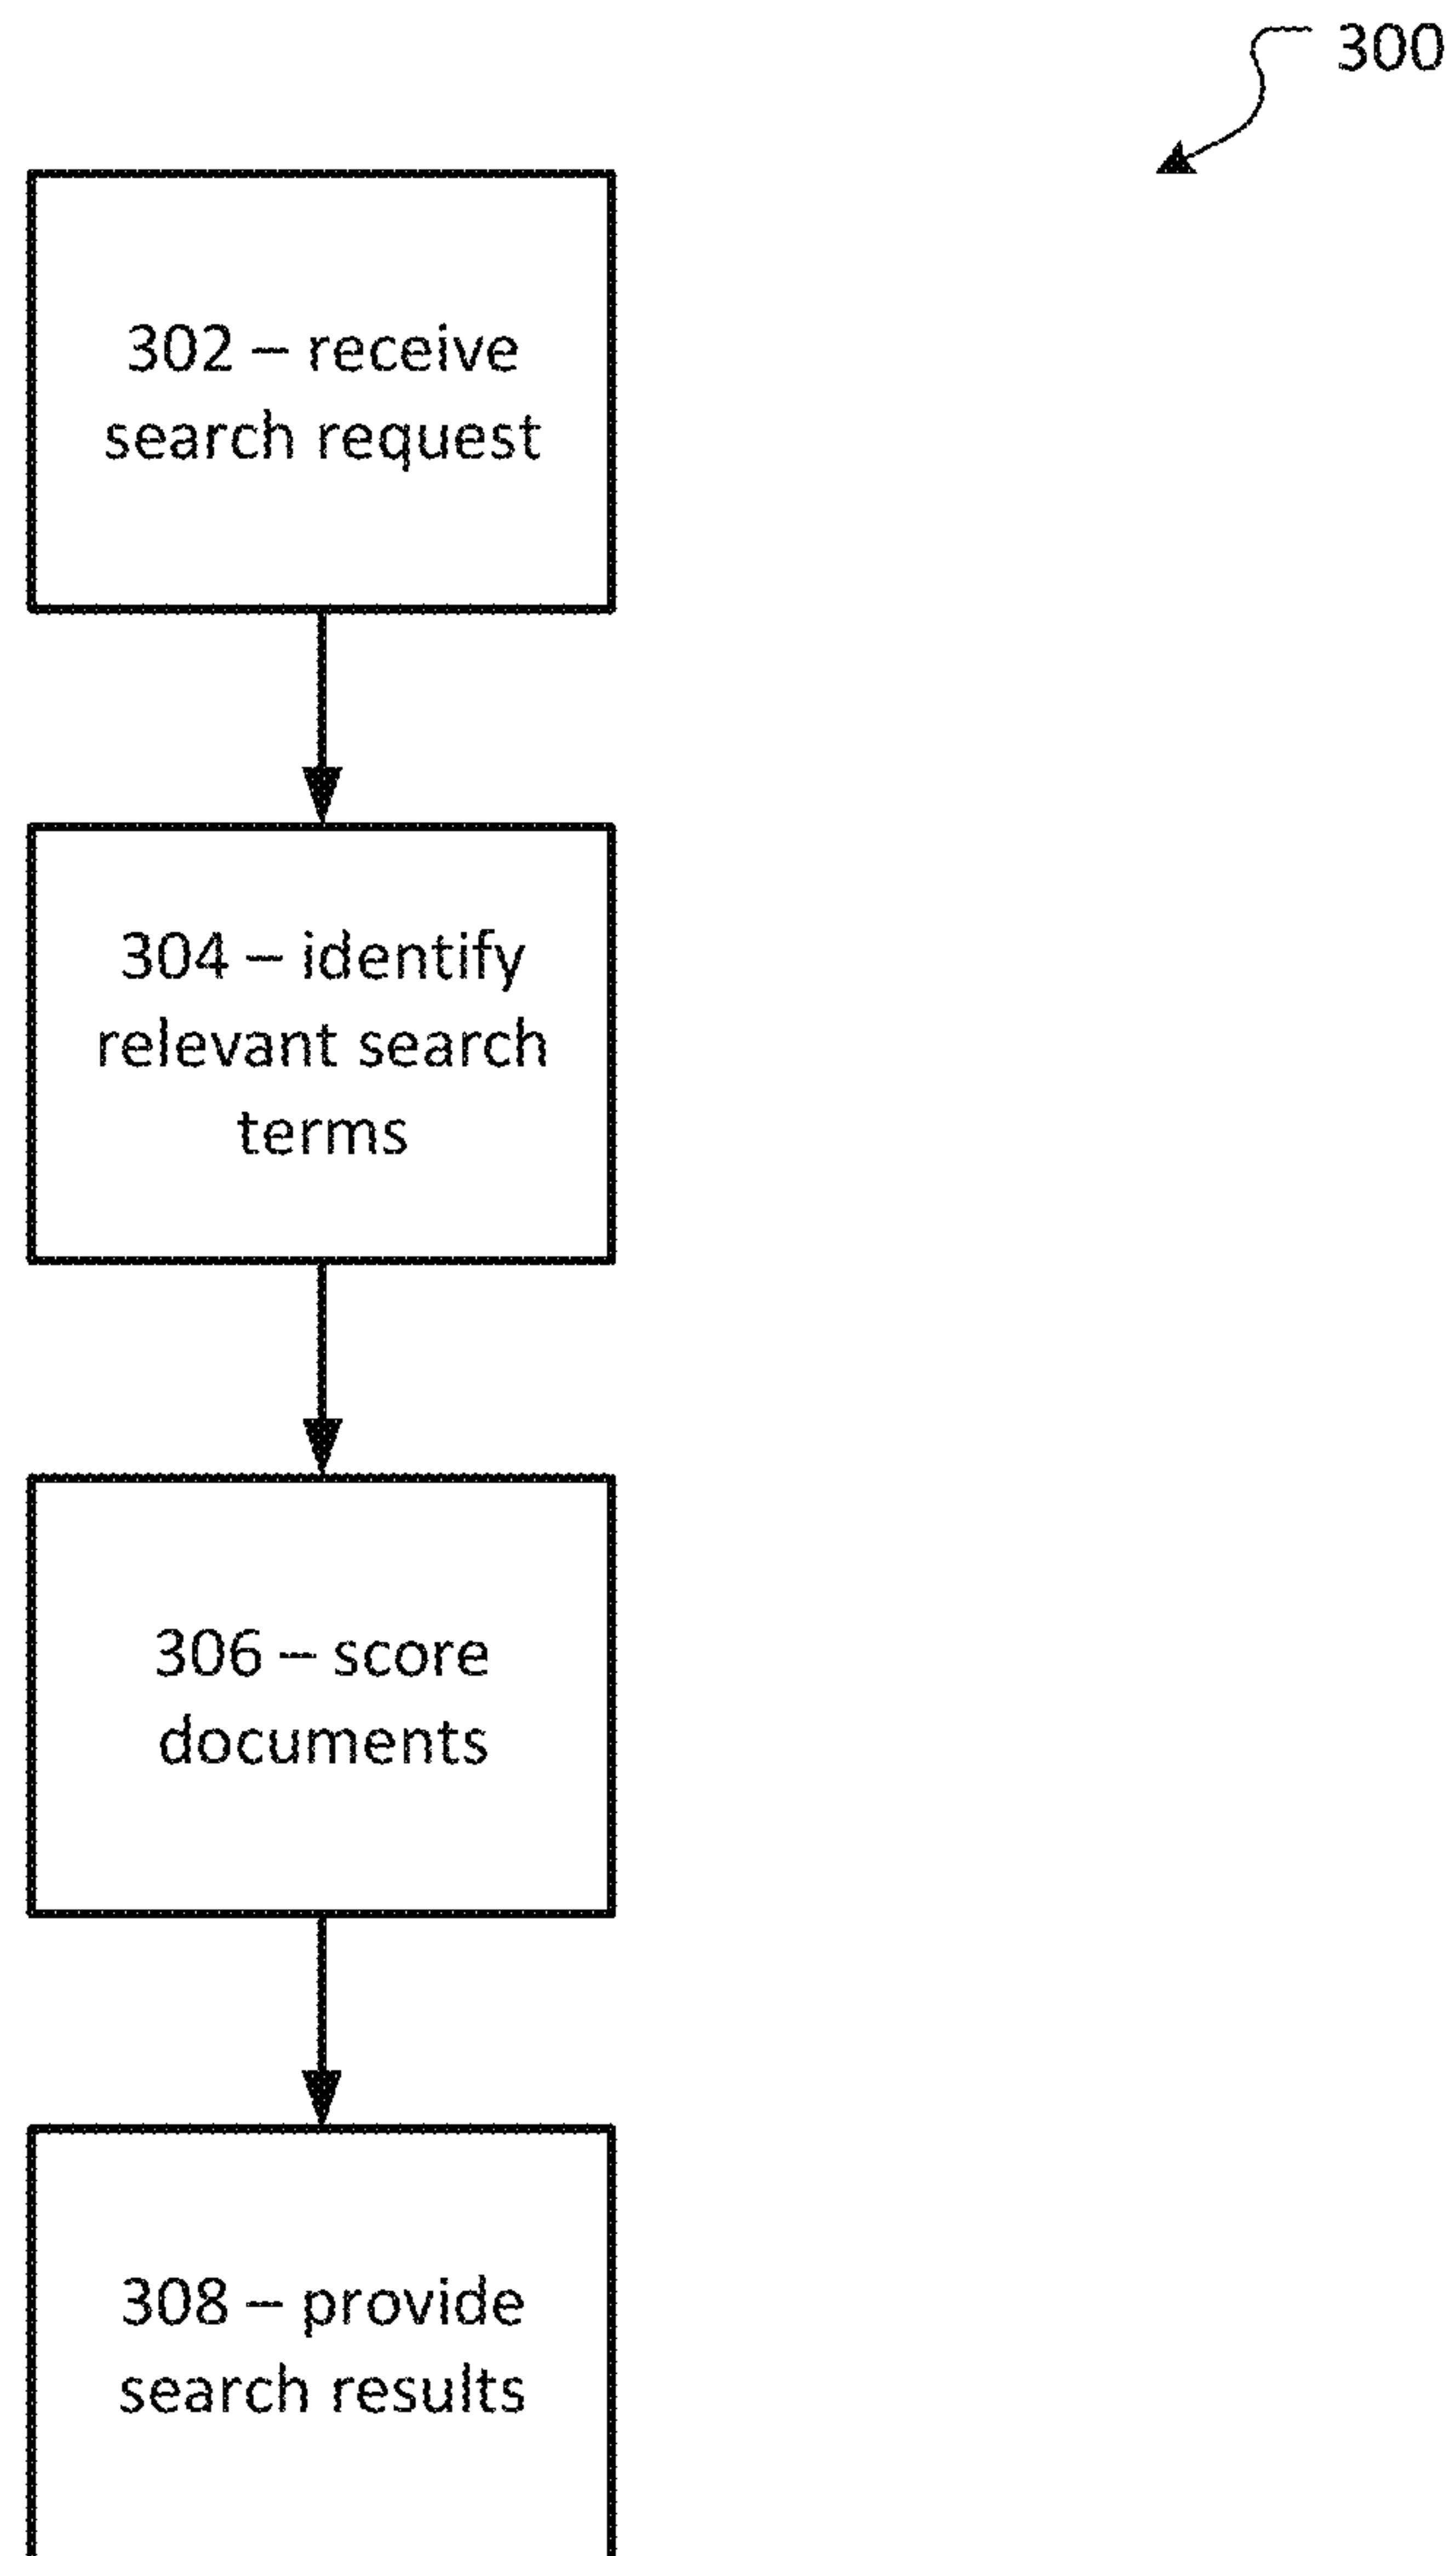 300
302 – receive
search request
304 – identify
relevant search
terms
306 – score
documents
308 – provide
search results